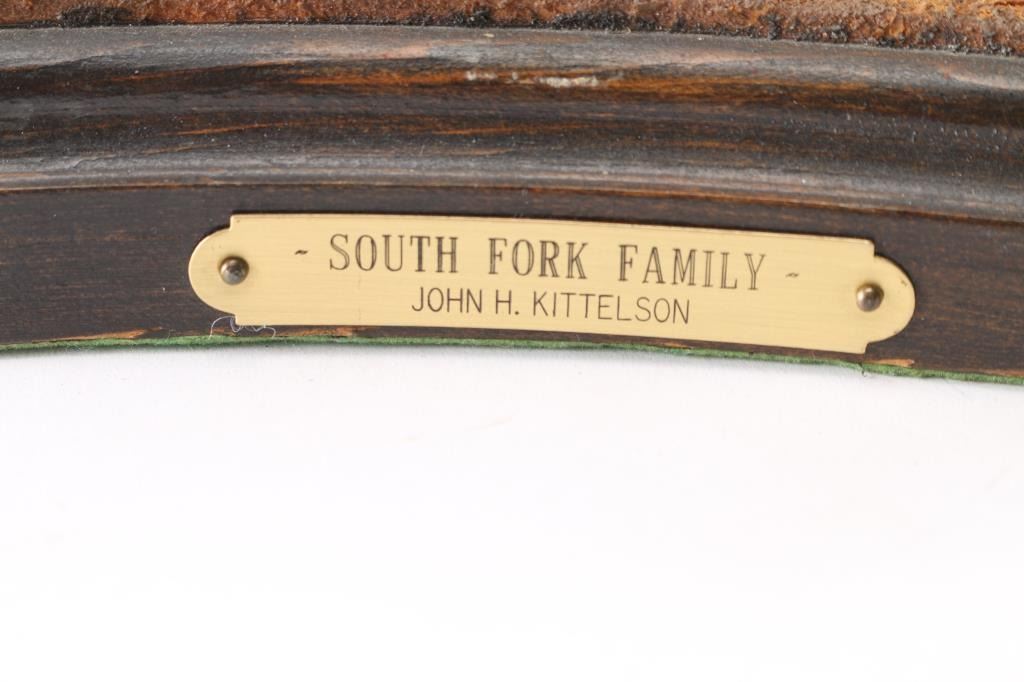 ~ SOUTH FORK FAMILY ~
JOHN H. KITTELSON